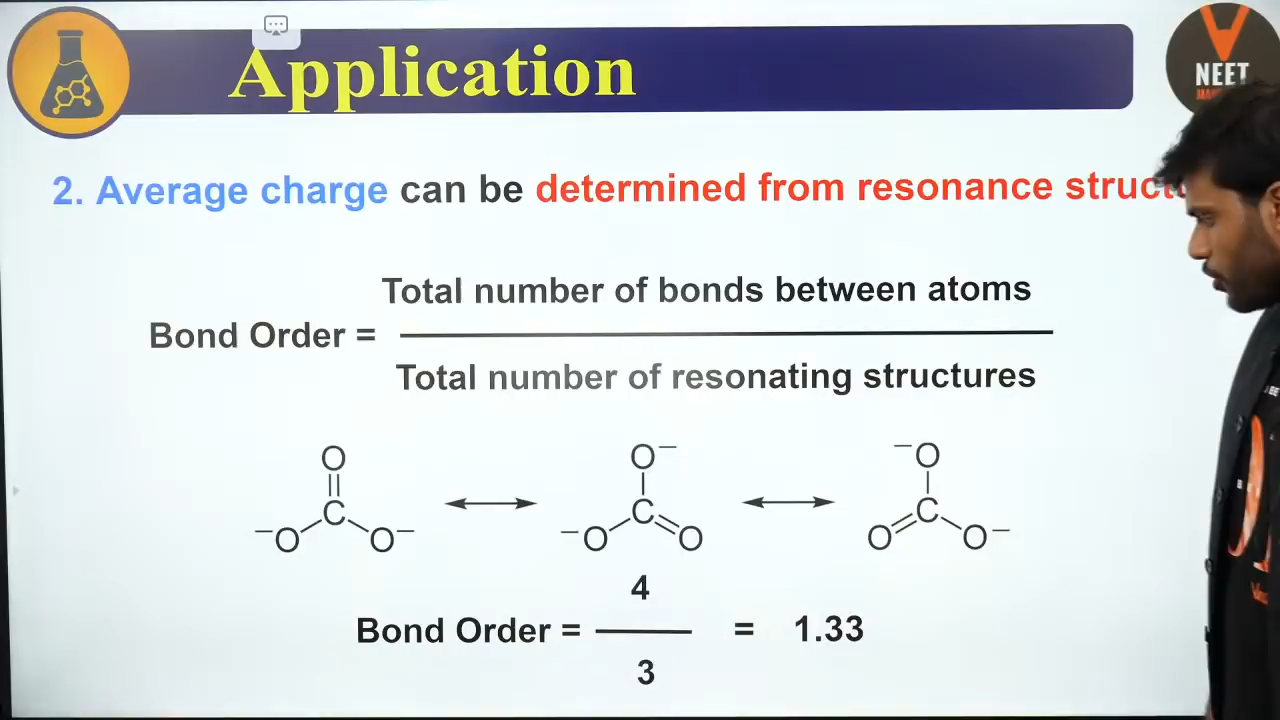 Application
NEET
2. Average charge can be determined from resonance
Total number of bonds between atoms
Bond Order =
Total number of resonating structures
O O⁻ ⁻O
C C C
⁻O O⁻ ⁻O O O O⁻
4
Bond Order = = 1.33
3